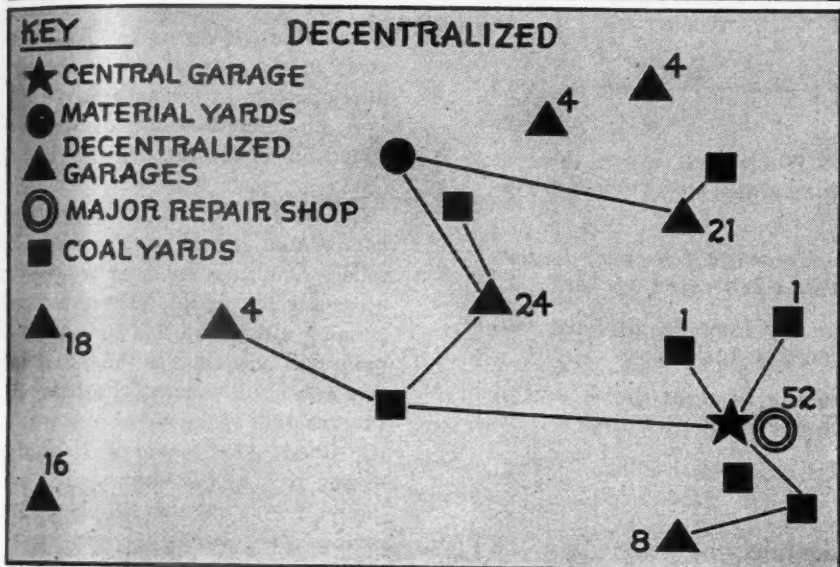 KEY
DECENTRALIZED
CENTRAL GARAGE
MATERIAL YARDS
DECENTRALIZED
GARAGES
MAJOR REPAIR SHOP
COAL YARDS
4
4
21
24
4
18
1
1
52
16
8